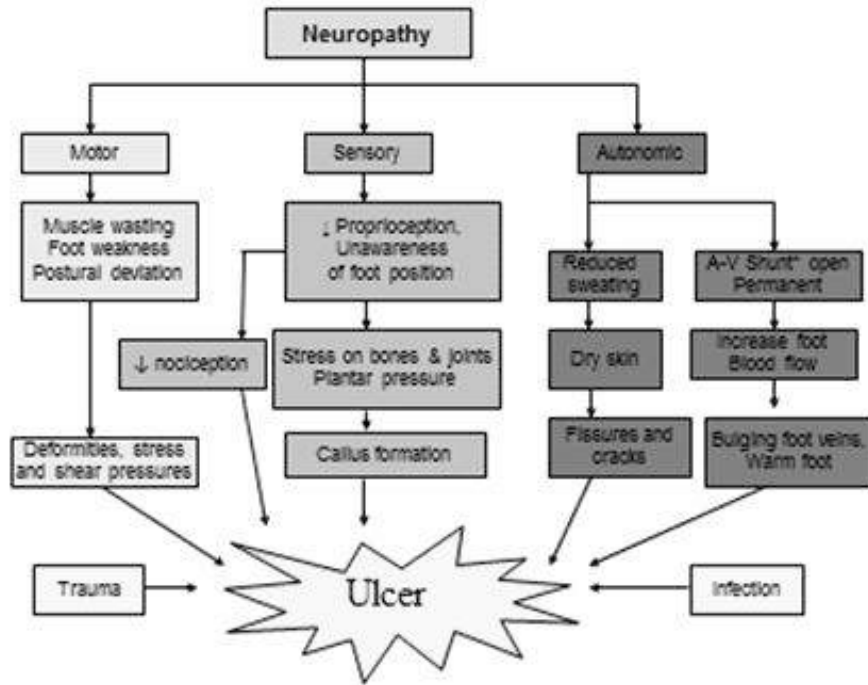 Neuropathy
Motor
Sensory
Autonomic
Muscle wasting
Foot weakness
Postural deviation
↓ Proprioception,
Unawareness
of foot position
Reduced
sweating
A-V Shunt* open
Permanent
↓ nociception
Stress on bones & joints
Plantar pressure
Dry skin
Increase foot
Blood flow
Deformities, stress
and shear pressures
Callus formation
Fissures and
cracks
Bulging foot veins,
Warm foot
Trauma
Ulcer
Infection